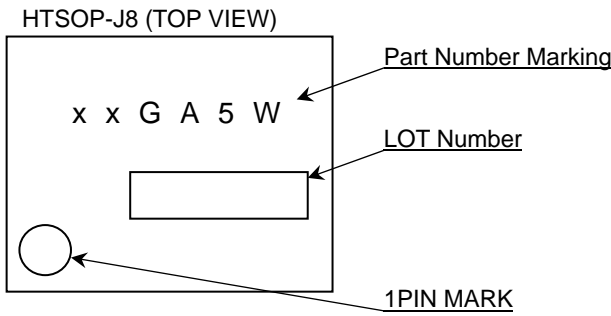 HTSOP-J8 (TOP VIEW)
Part Number Marking
x x G A 5 W
LOT Number
1PIN MARK